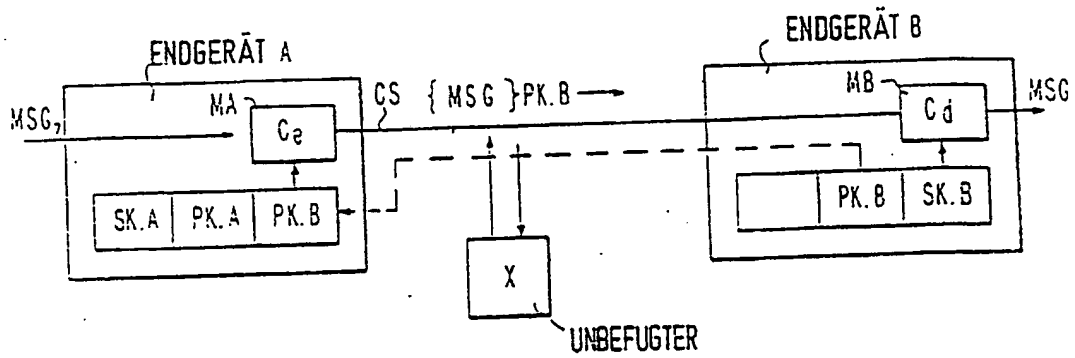 ENDGERÄT A
ENDGERÄT B
MSG,
MA
Ce
CS
{MSG}PK.B
MB
Cd
MSG
SK.A PK.A PK.B
PK.B SK.B
X
UNBEFUGTER